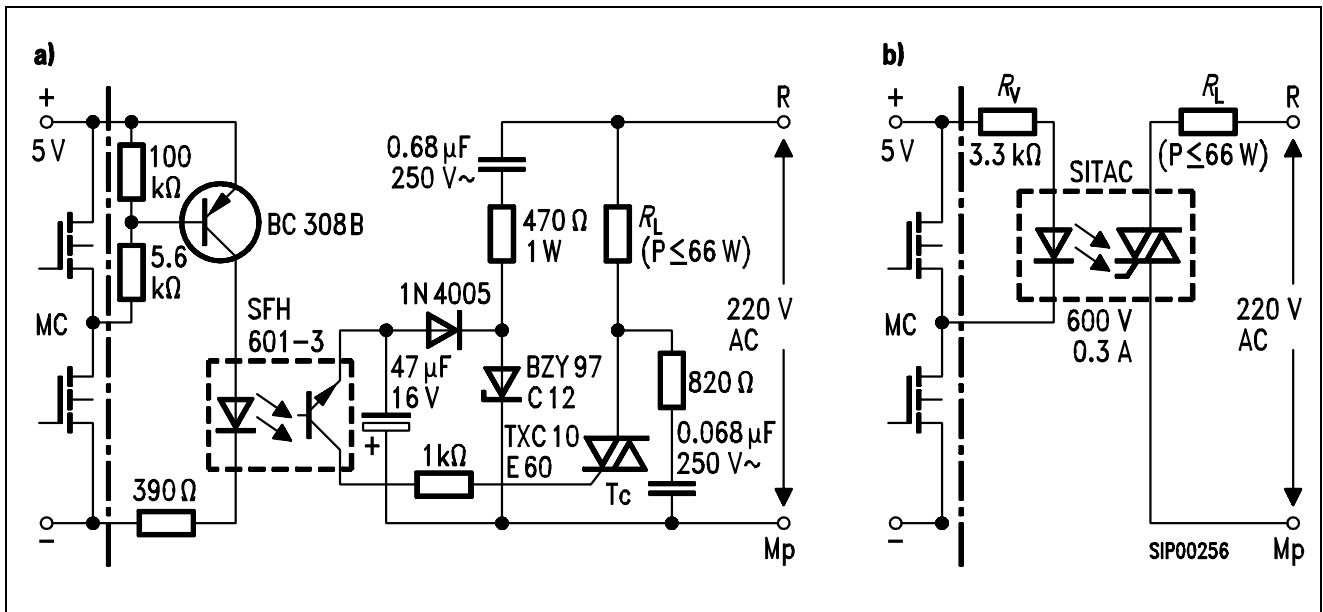 a)
+
5 V
100
kΩ
BC 308 B
5.6
kΩ
MC
SFH
601-3
390 Ω
–
0.68 µF
250 V~
470 Ω
1 W
R_L
(P ≤ 66 W)
1N 4005
47 µF
16 V
+
BZY 97
C 12
1 kΩ
TXC 10
E 60
Tc
820 Ω
0.068 µF
250 V~
R
220 V
AC
Mp
b)
+
5 V
R_V
3.3 kΩ
R_L
(P ≤ 66 W)
SITAC
MC
600 V
0.3 A
–
R
220 V
AC
SIP00256
Mp